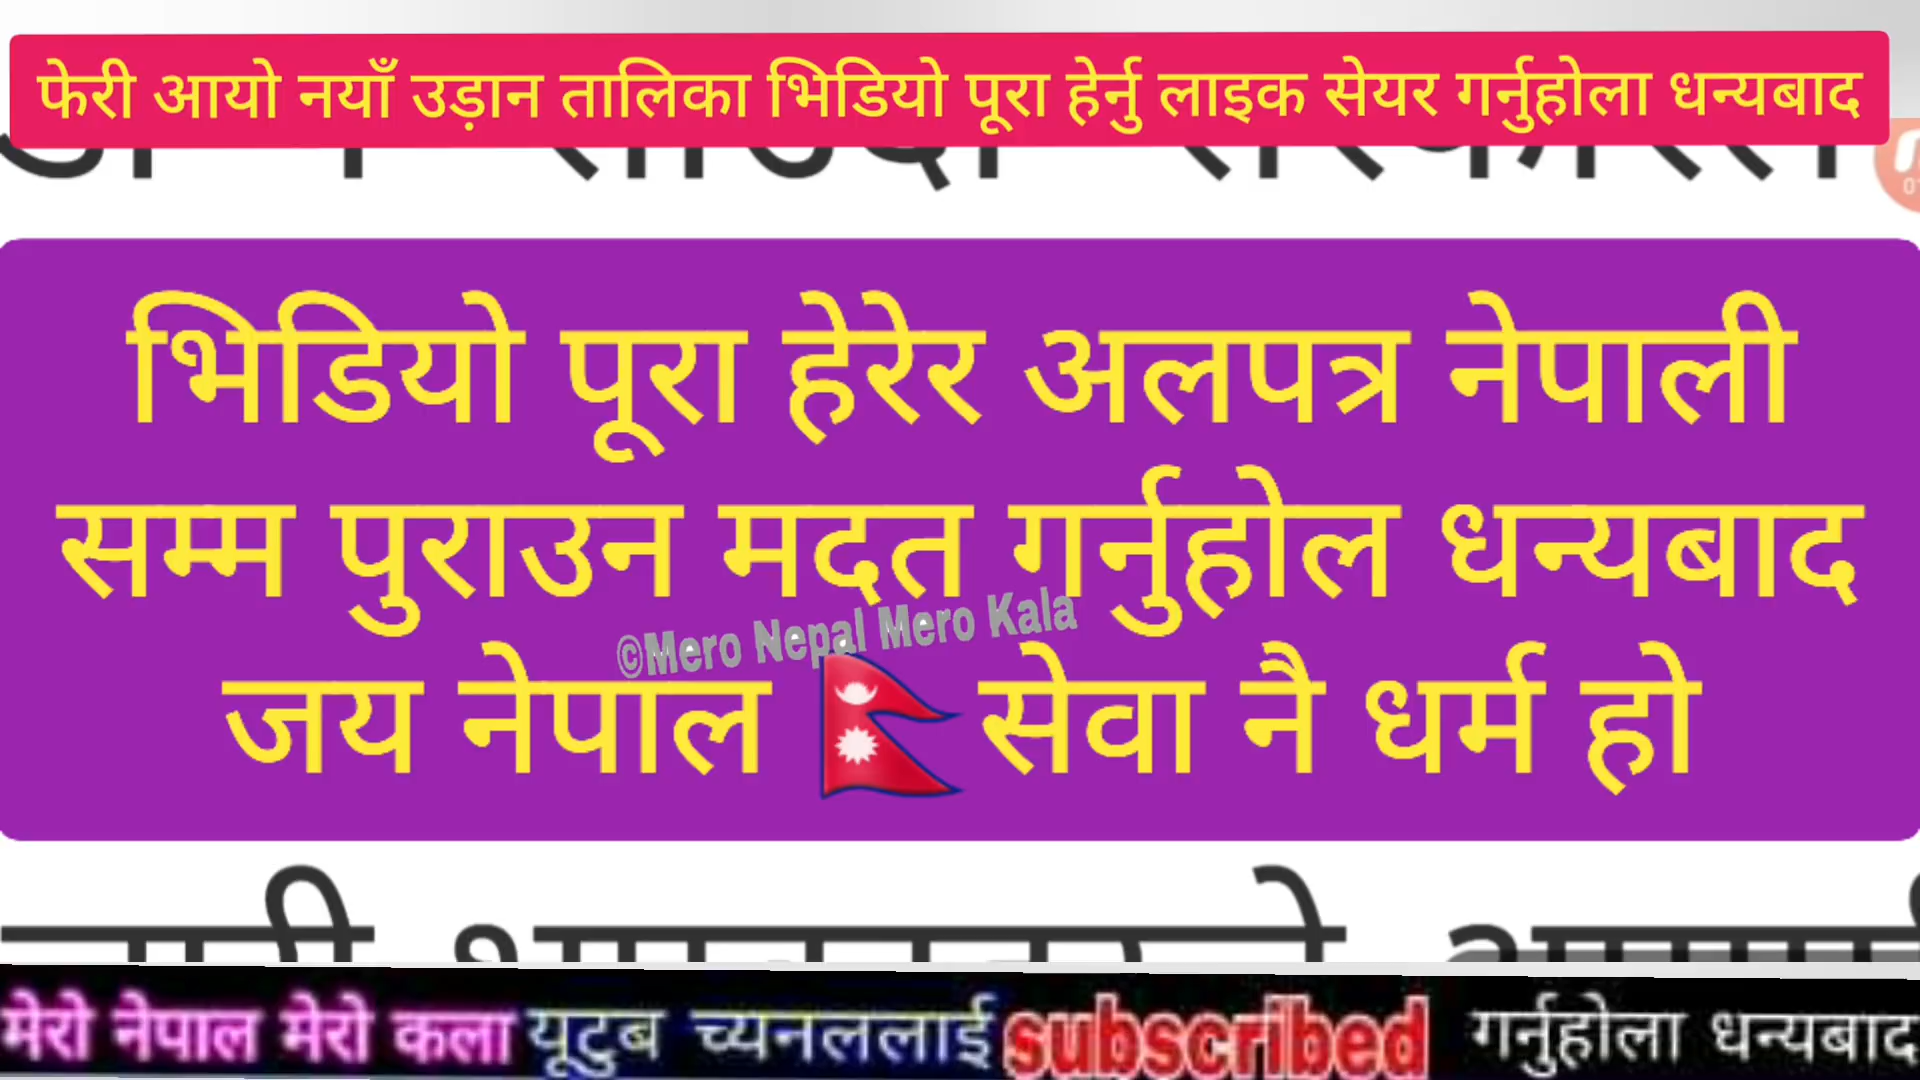 फेरी आयो नयाँ उड़ान तालिका भिडियो पूरा हेर्नु लाइक सेयर गर्नुहोला धन्यबाद
भिडियो पूरा हेरेर अलपत्र नेपाली
सम्म पुराउन मदत गर्नुहोल धन्यबाद
©Mero Nepal Mero Kala
जय नेपाल 🇳🇵 सेवा नै धर्म हो
मेरो नेपाल मेरो कला यूटुब च्यनललाई subscribed गर्नुहोला धन्यबाद